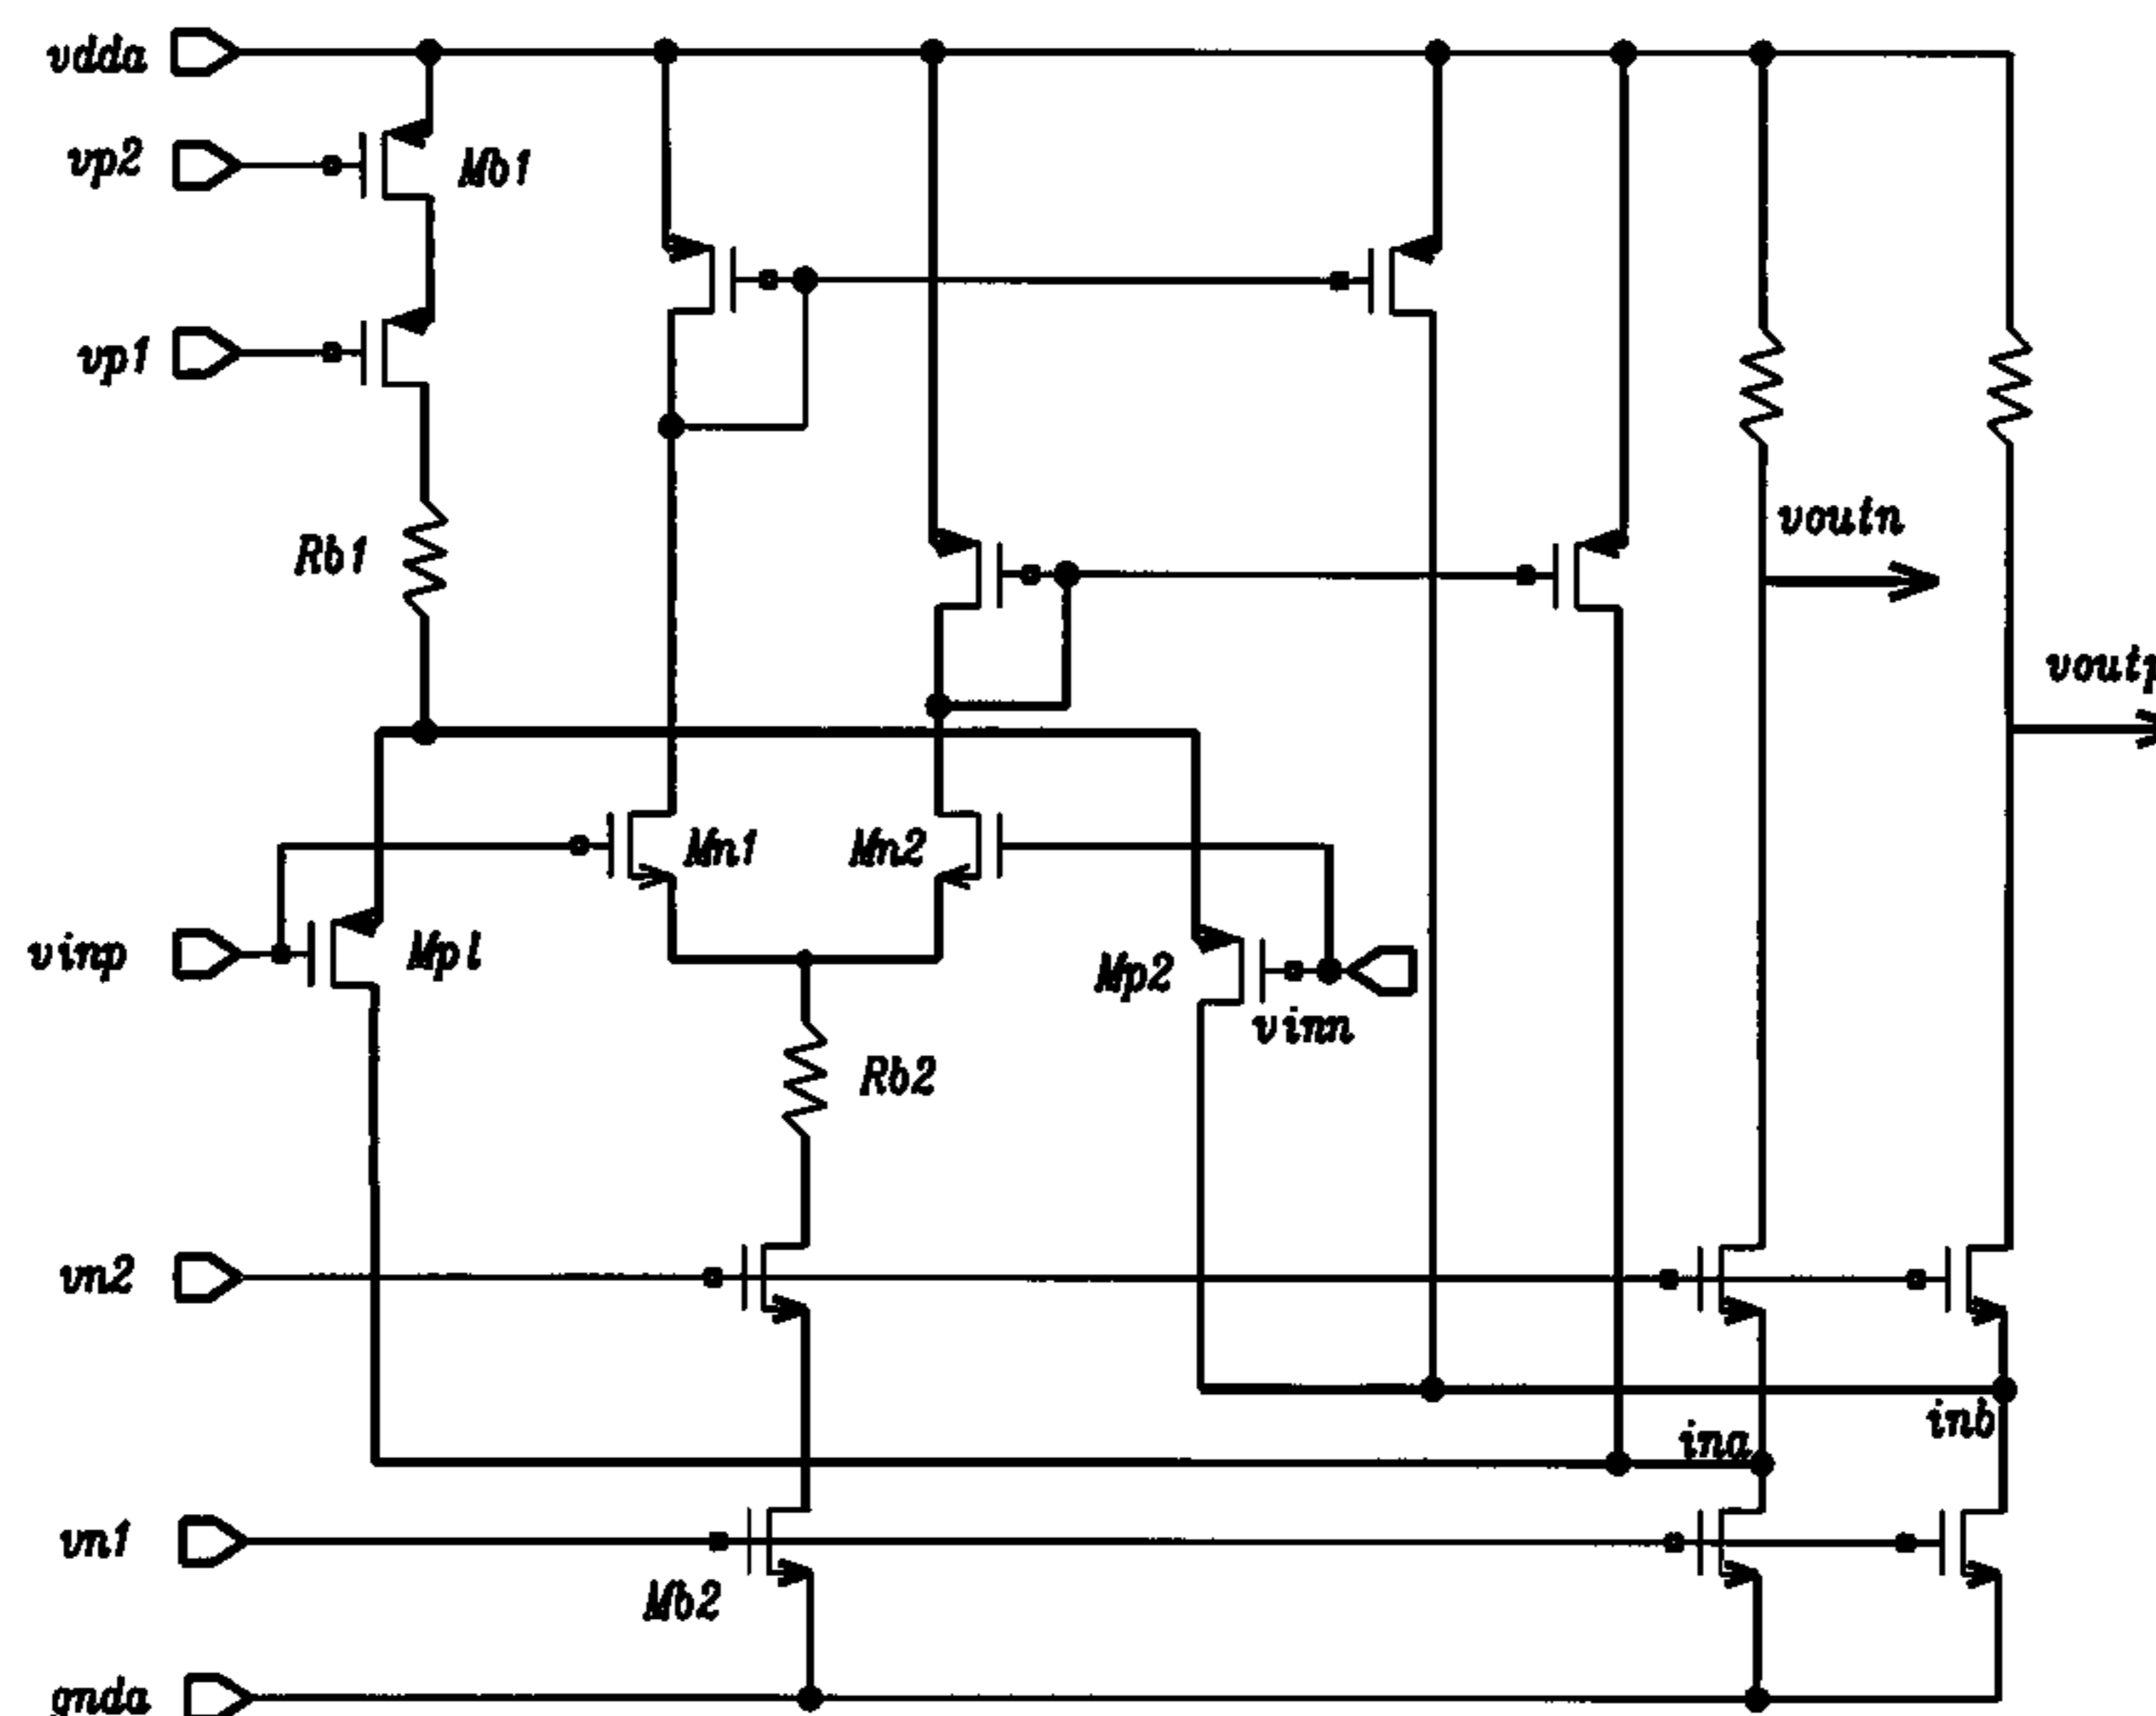 vdda
vp2
Mb1
vp1
Rb1
voutn
Mn1
Mn2
vinp
Mp1
Mp2
vinn
Rb2
vn2
inb
ina
vn1
Mb2
gnda